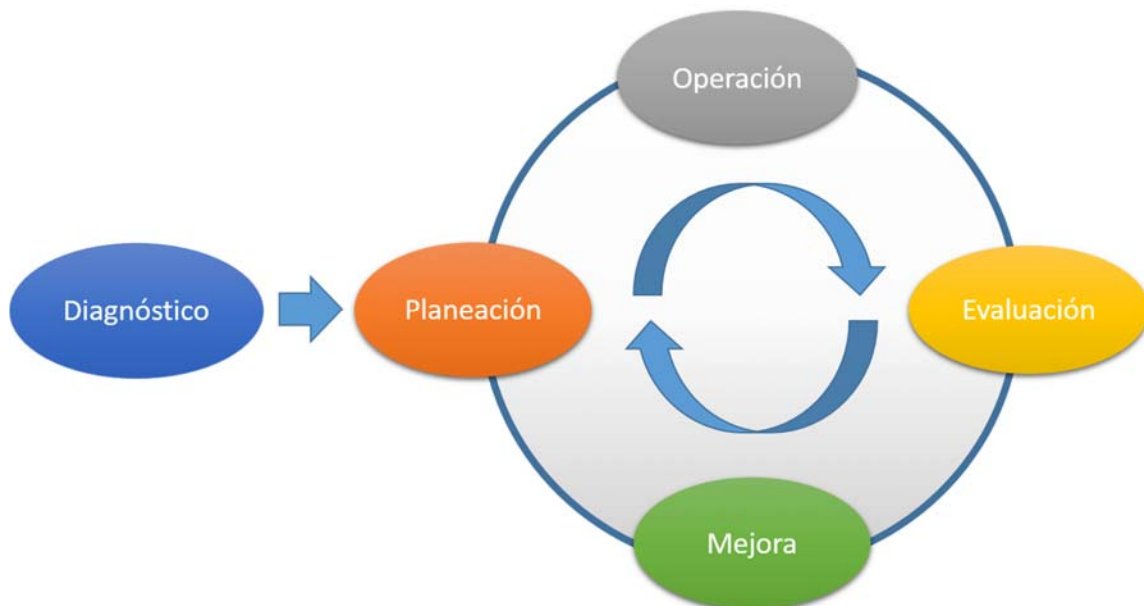 Operación
Diagnóstico
Planeación
Evaluación
Mejora